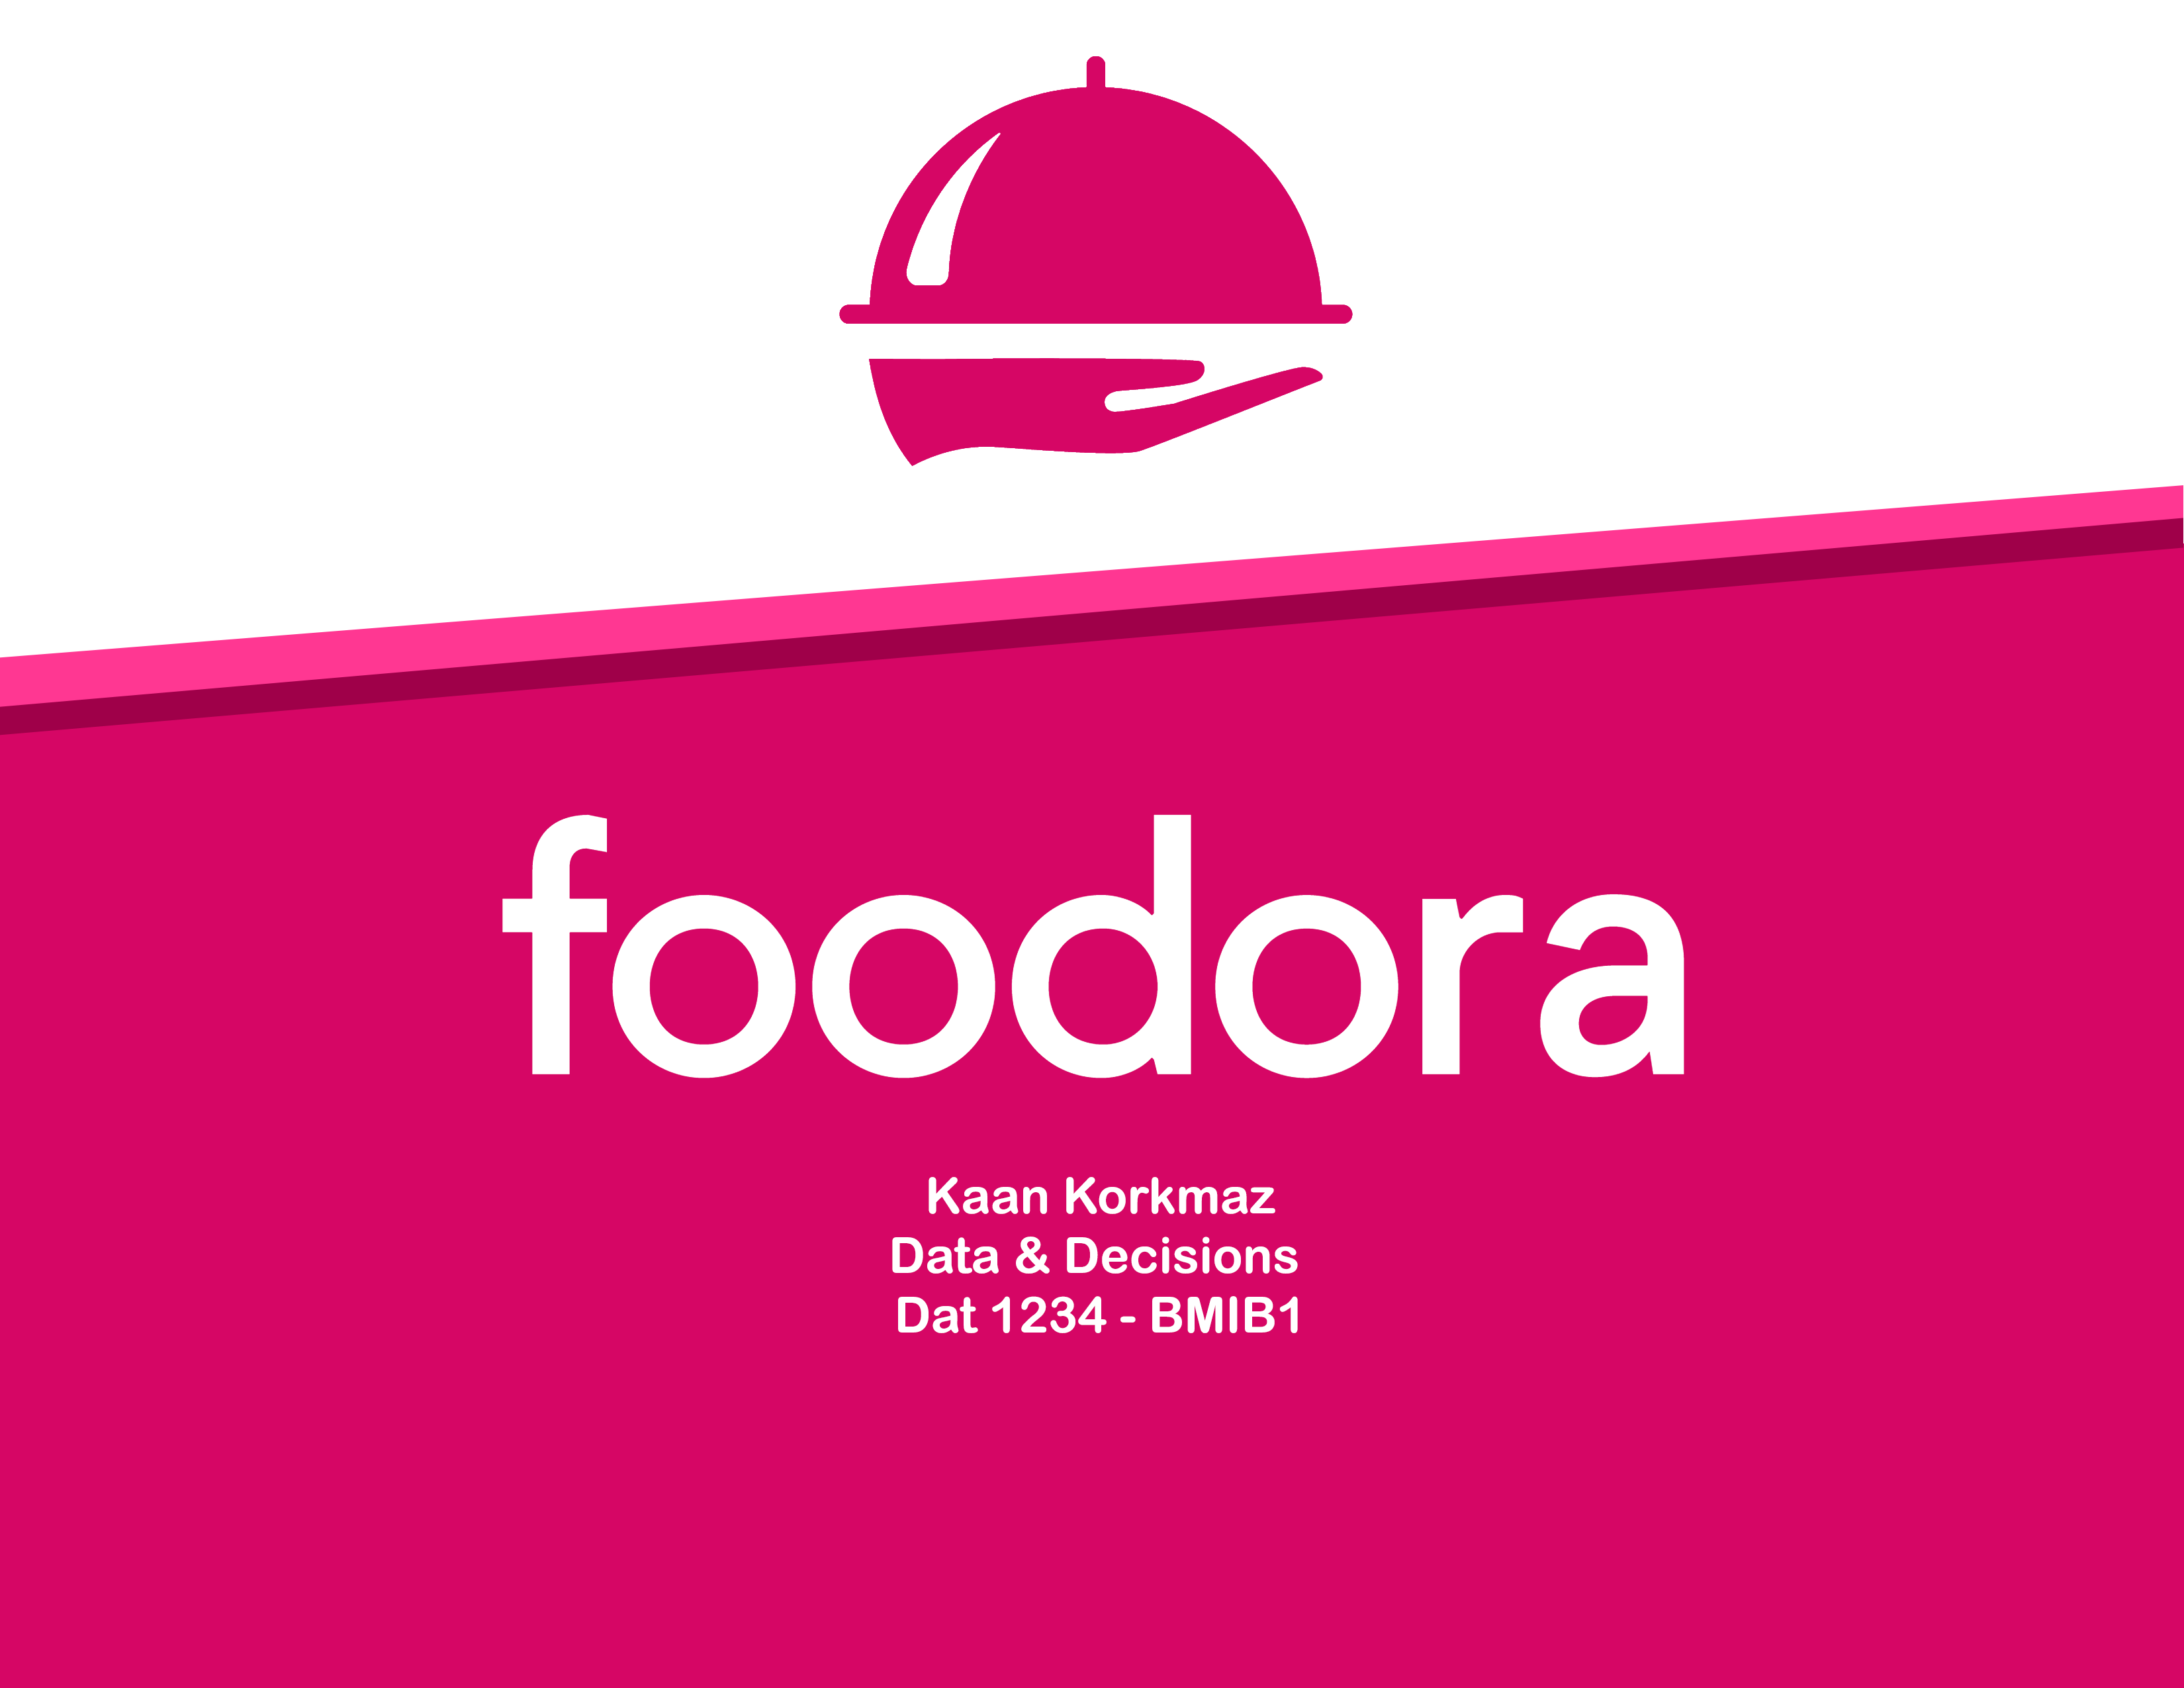 foodora
Kaan Korkmaz
Data & Decisions
Dat 1234 - BMIB1